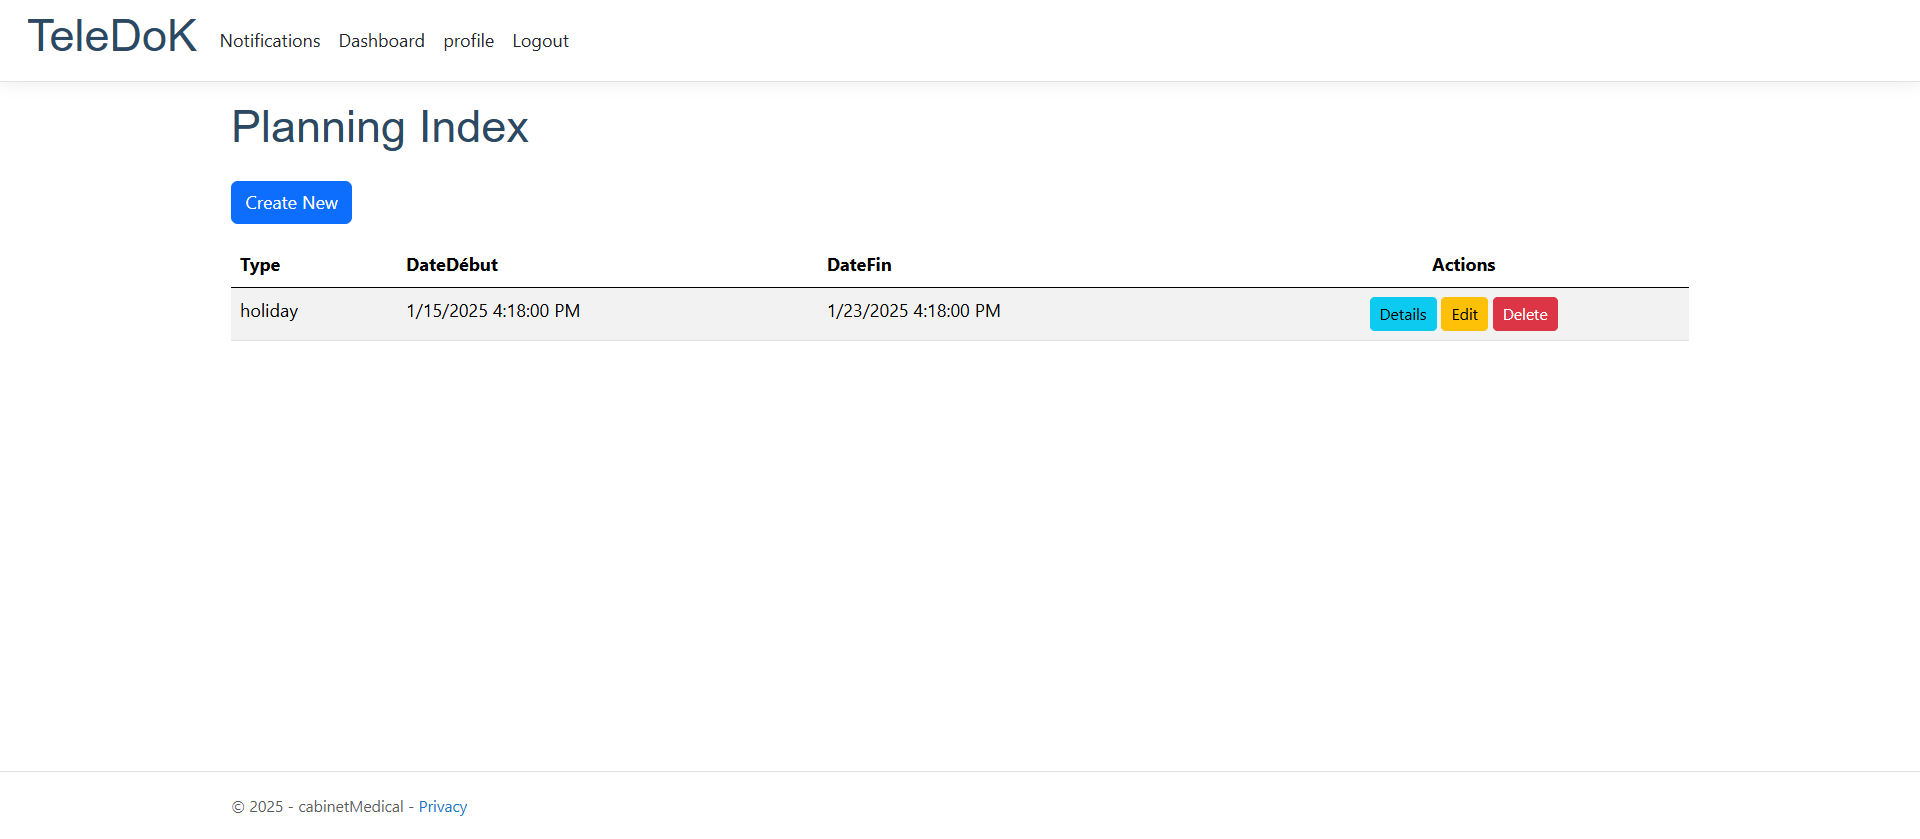 TeleDoK Notifications Dashboard profile Logout
Planning Index
Create New
Type DateDébut DateFin Actions
holiday 1/15/2025 4:18:00 PM 1/23/2025 4:18:00 PM Details Edit Delete
© 2025 - cabinetMedical - Privacy